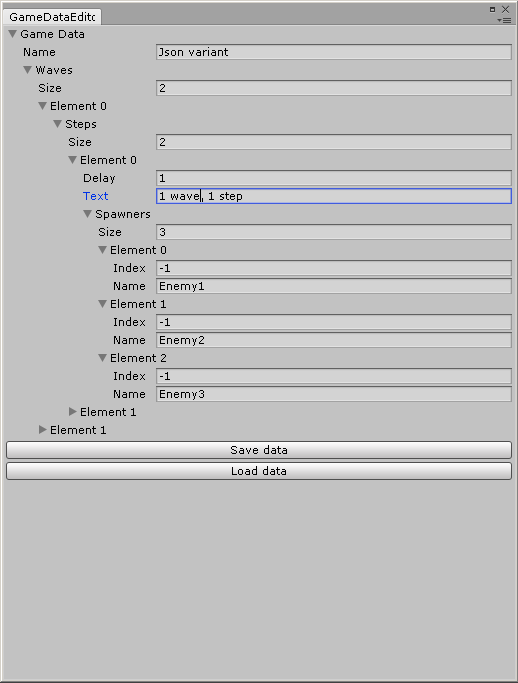 GameDataEditc
Game Data
Name Json variant
Waves
Size 2
Element 0
Steps
Size 2
Element 0
Delay 1
Text 1 wave, 1 step
Spawners
Size 3
Element 0
Index -1
Name Enemy1
Element 1
Index -1
Name Enemy2
Element 2
Index -1
Name Enemy3
Element 1
Element 1
Save data
Load data